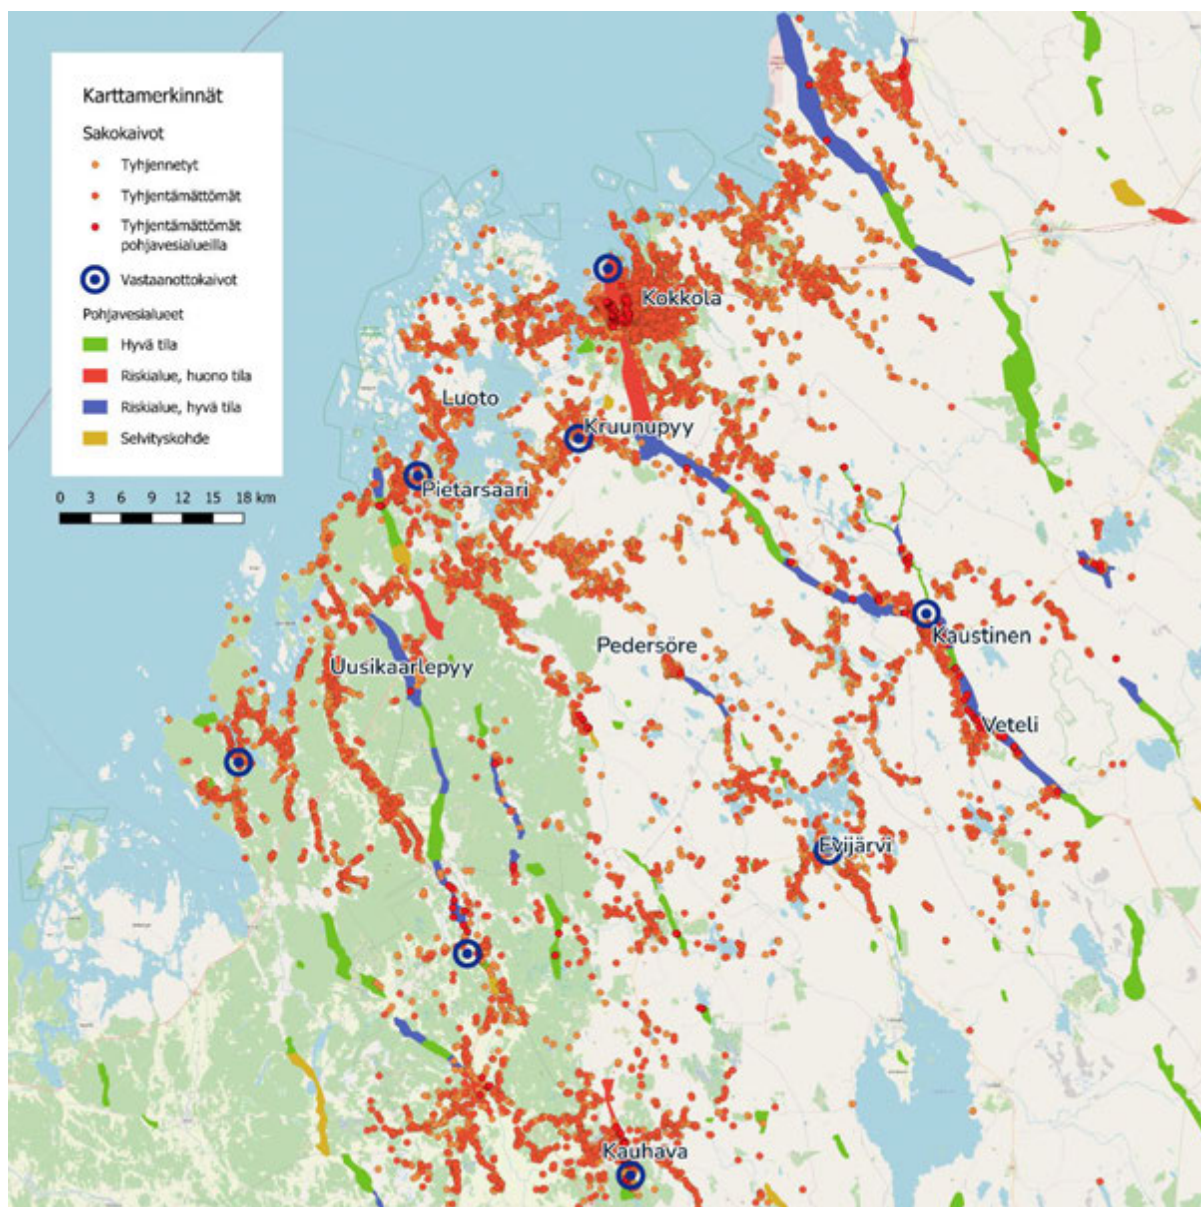 Karttamerkinnät
Sakokaivot
Tyhjennetyt
Tyhjentämättömät
Tyhjentämättömät
pohjavesialueilla
Vastaanottokaivot
Pohjavesialueet
Hyvä tila
Riskialue, huono tila
Riskialue, hyvä tila
Selvityskohde
0 3 6 9 12 15 18 km
Kokkola
Luoto
Kruunupyy
Pietarsaari
Kaustinen
Pedersöre
Uusikaarlepyy
Veteli
Evijärvi
Kauhava